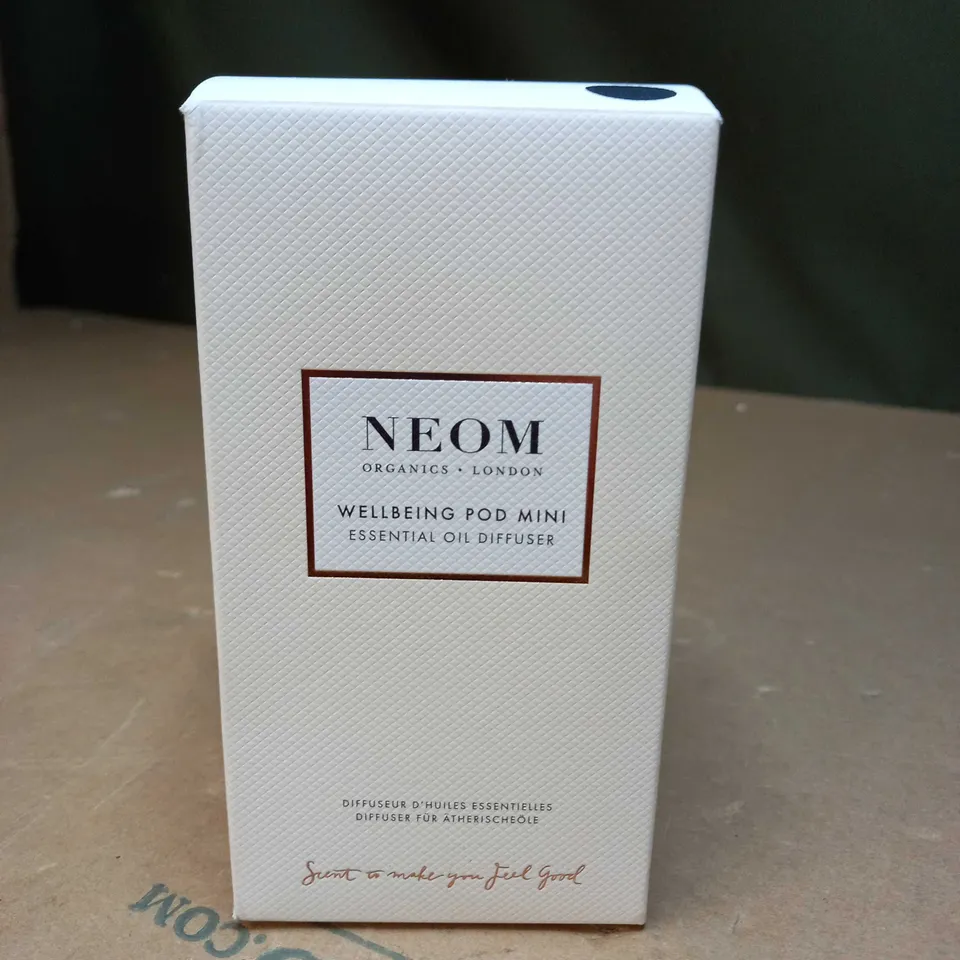 NEOM
ORGANICS • LONDON
WELLBEING POD MINI
ESSENTIAL OIL DIFFUSER
DIFFUSEUR D'HUILES ESSENTIELLES
DIFFUSER FÜR ÄTHERISCHEÖLE
Scent to make you Feel Good
.COM